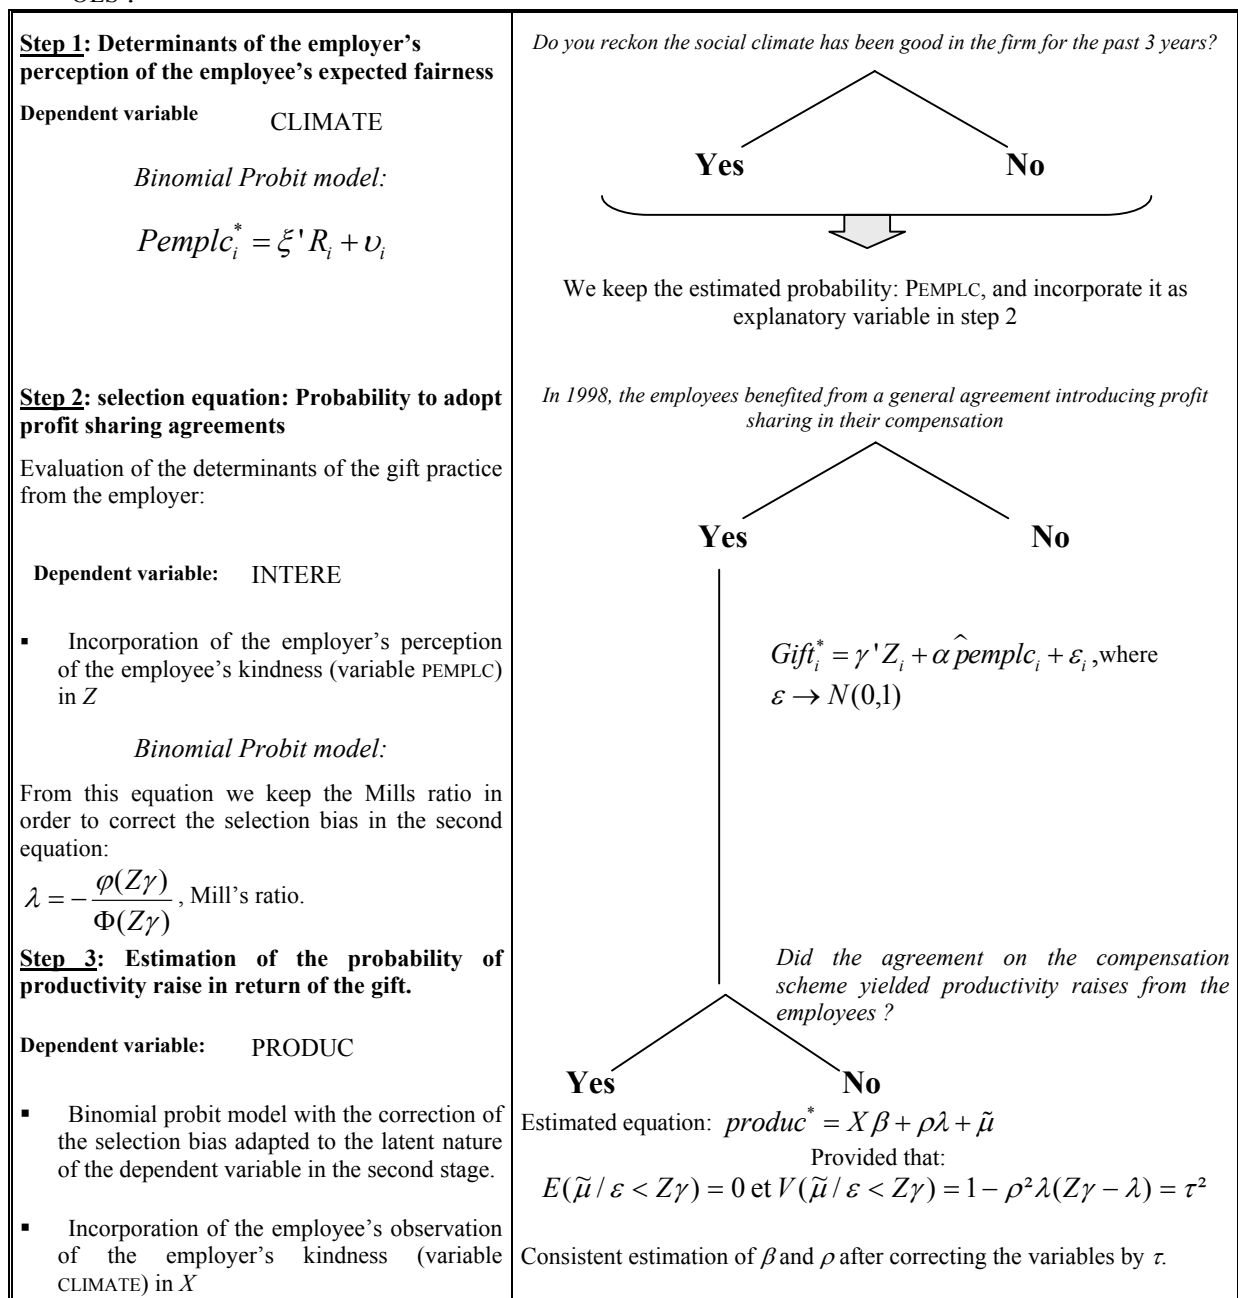 Step 1: Determinants of the employer's
perception of the employee's expected fairness
Dependent variable CLIMATE
Binomial Probit model:
Pemplc*_i = ξ'R_i + υ_i
Do you reckon the social climate has been good in the firm for the past 3 years?
Yes No
We keep the estimated probability: PEMPLC, and incorporate it as
explanatory variable in step 2
Step 2: selection equation: Probability to adopt
profit sharing agreements
Evaluation of the determinants of the gift practice
from the employer:
Dependent variable: INTERE
▪ Incorporation of the employer's perception
of the employee's kindness (variable PEMPLC)
in Z
Binomial Probit model:
From this equation we keep the Mills ratio in
order to correct the selection bias in the second
equation:
λ = − φ(Zγ) / Φ(Zγ) , Mill's ratio.
In 1998, the employees benefited from a general agreement introducing profit
sharing in their compensation
Yes No
Gift*_i = γ'Z_i + α p̂emplc_i + ε_i ,where
ε → N(0,1)
Step 3: Estimation of the probability of
productivity raise in return of the gift.
Dependent variable: PRODUC
▪ Binomial probit model with the correction of
the selection bias adapted to the latent nature
of the dependent variable in the second stage.
▪ Incorporation of the employee's observation
of the employer's kindness (variable
CLIMATE) in X
Did the agreement on the compensation
scheme yielded productivity raises from the
employees ?
Yes No
Estimated equation: produc* = Xβ + ρλ + μ̃
Provided that:
E(μ̃ / ε < Zγ) = 0 et V(μ̃ / ε < Zγ) = 1 − ρ²λ(Zγ − λ) = τ²
Consistent estimation of β and ρ after correcting the variables by τ.